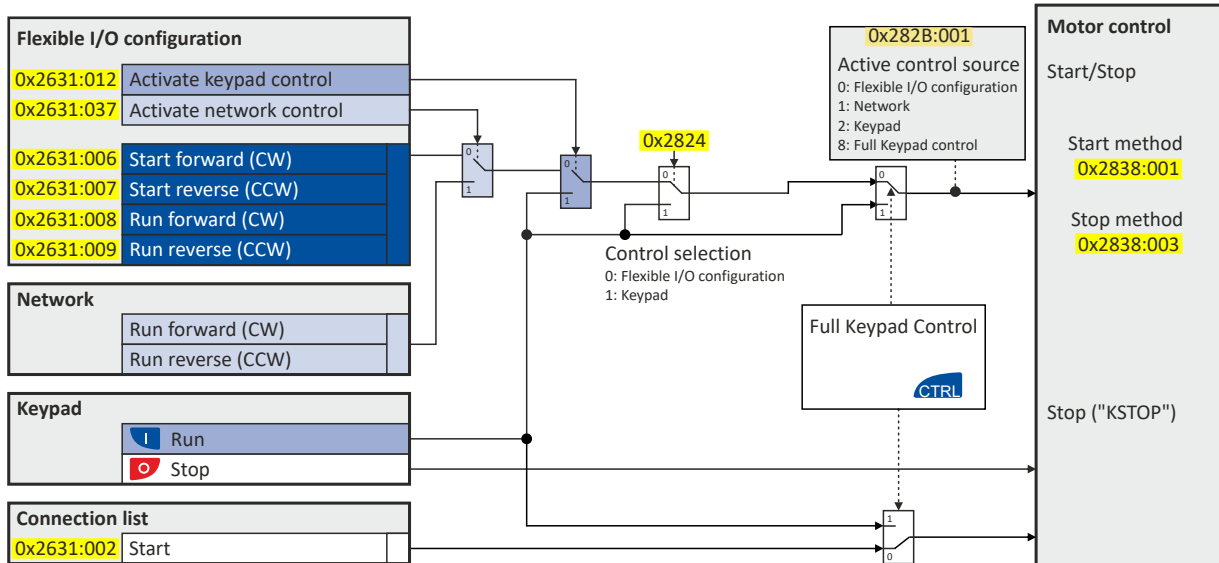 Flexible I/O configuration
0x2631:012 Activate keypad control
0x2631:037 Activate network control
0x2631:006 Start forward (CW)
0x2631:007 Start reverse (CCW)
0x2631:008 Run forward (CW)
0x2631:009 Run reverse (CCW)
Network
Run forward (CW)
Run reverse (CCW)
Keypad
I Run
O Stop
Connection list
0x2631:002 Start
0
1
0
1
0x2824
0
1
Control selection
0: Flexible I/O configuration
1: Keypad
0x282B:001
Active control source
0: Flexible I/O configuration
1: Network
2: Keypad
8: Full Keypad control
0
1
Full Keypad Control
CTRL
1
0
Motor control
Start/Stop
Start method
0x2838:001
Stop method
0x2838:003
Stop ("KSTOP")